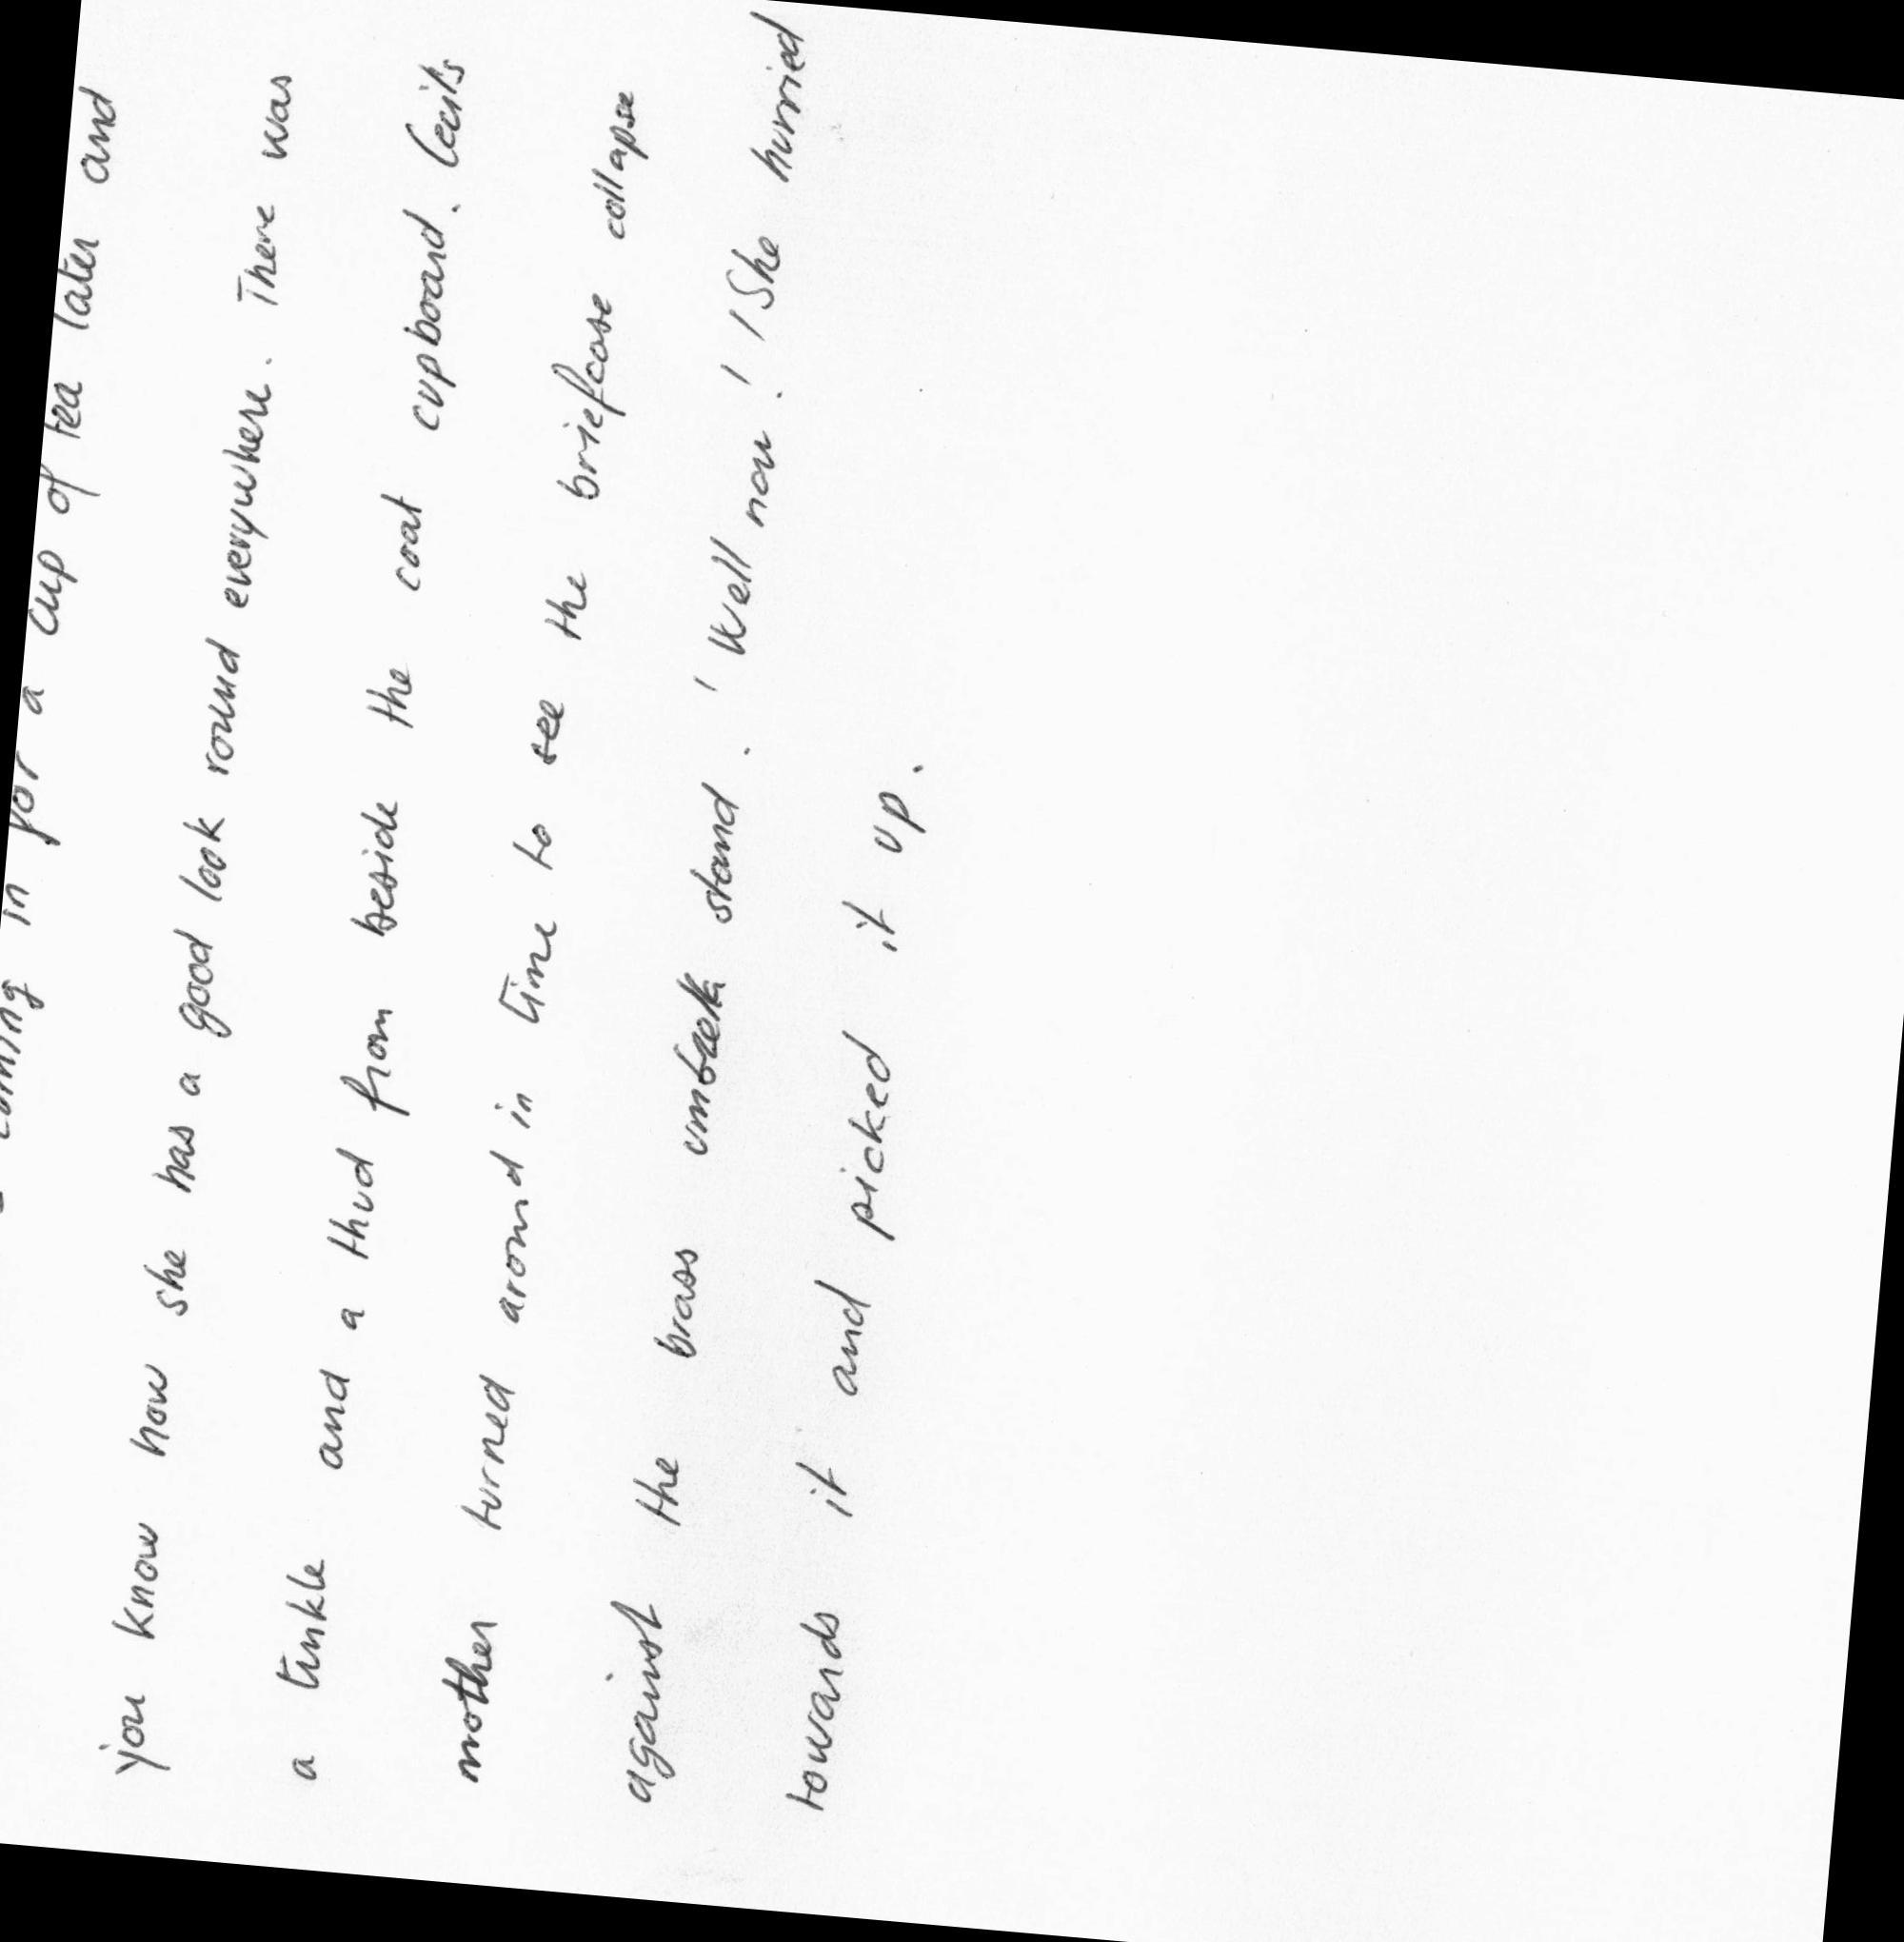 coming in for a cup of tea later and
you know how she has a good look round everywhere. There was
a tinkle and a thud from beside the coat cupboard. Cecils
mother turned around in time to see the briefcase collapse
against the brass umbrella stand. ' Well now! ' ' She hurried
towards it and picked it up.